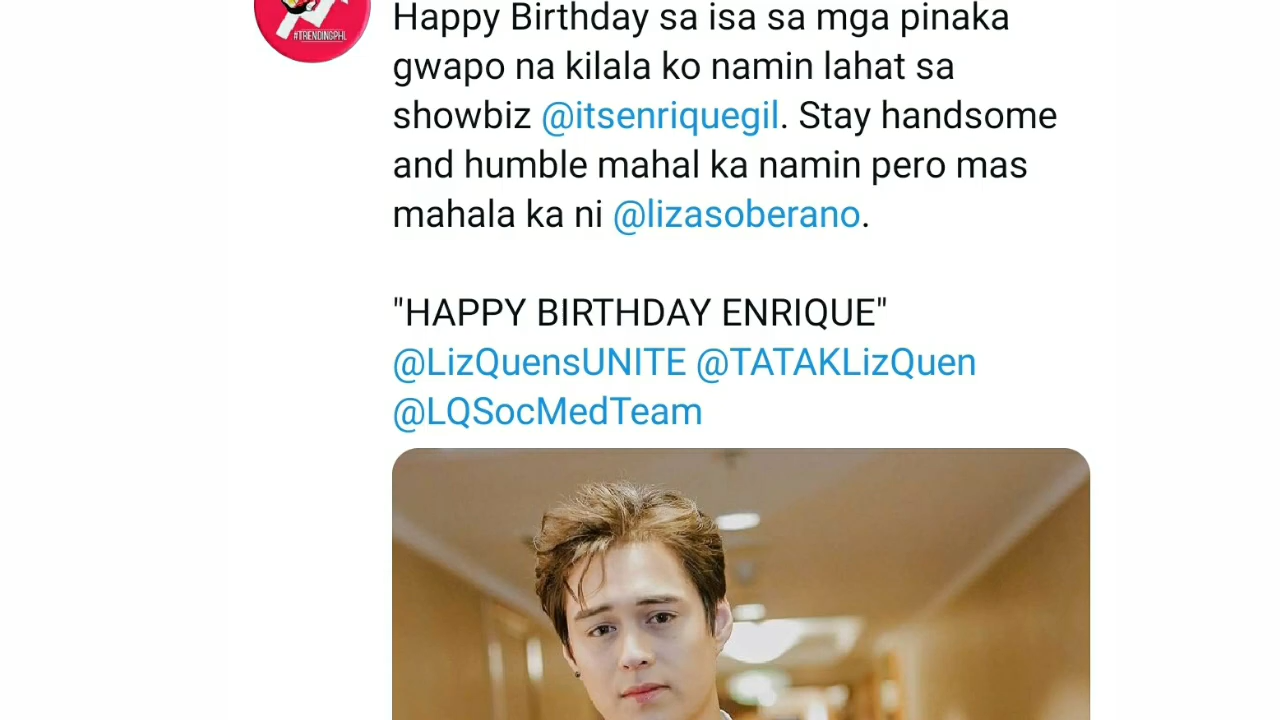 #TRENDINGPHL
Happy Birthday sa isa sa mga pinaka
gwapo na kilala ko namin lahat sa
showbiz @itsenriquegil. Stay handsome
and humble mahal ka namin pero mas
mahala ka ni @lizasoberano.
"HAPPY BIRTHDAY ENRIQUE"
@LizQuensUNITE @TATAKLizQuen
@LQSocMedTeam